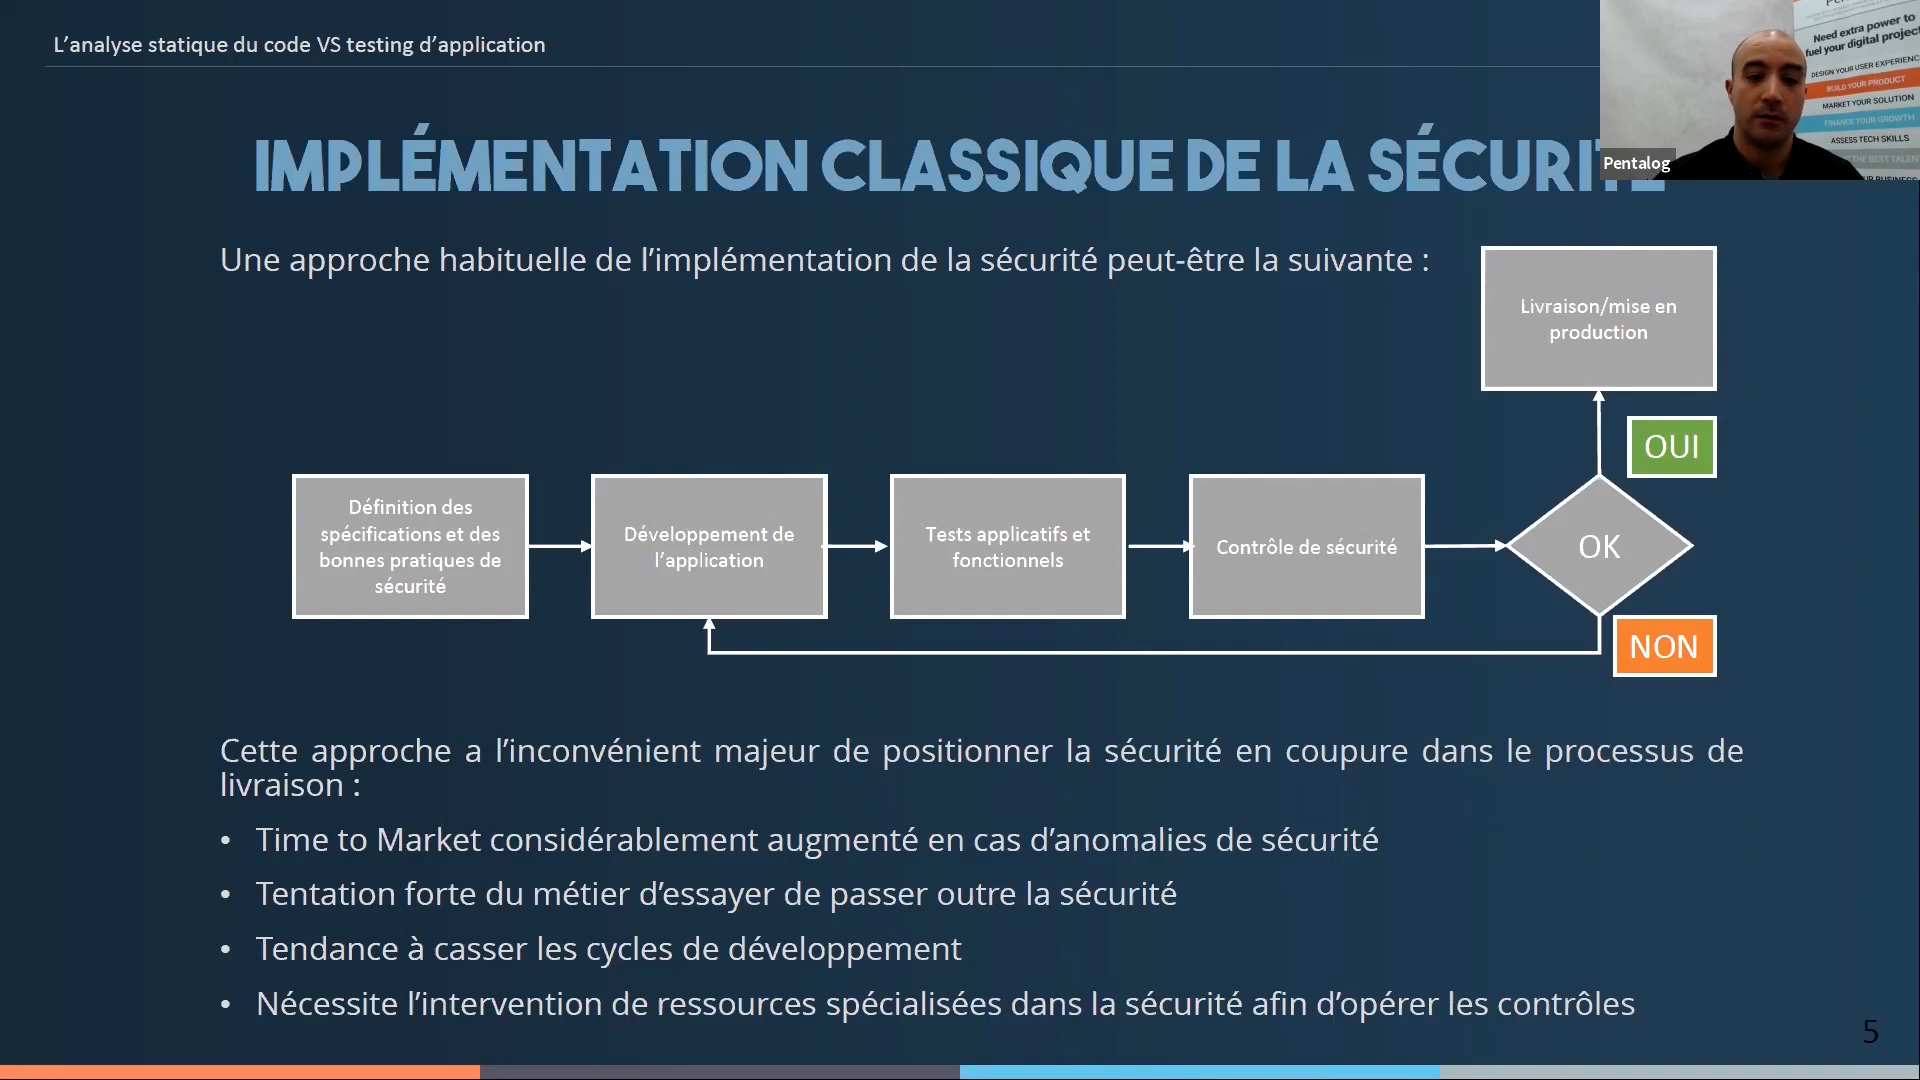 L'analyse statique du code VS testing d'application
Need extra power to
fuel your digital project
DESIGN YOUR USER EXPERIENC
BUILD YOUR PRODUCT
MARKET YOUR SOLUTION
FINANCE YOUR GROWTH
ASSESS TECH SKILLS
THE BEST TALENT
UR BUSINESS
Pentalog
IMPLÉMENTATION CLASSIQUE DE LA SÉCURITÉ
Une approche habituelle de l'implémentation de la sécurité peut-être la suivante :
Livraison/mise en
production
OUI
Définition des
spécifications et des
bonnes pratiques de
sécurité
Développement de
l'application
Tests applicatifs et
fonctionnels
Contrôle de sécurité
OK
NON
Cette approche a l'inconvénient majeur de positionner la sécurité en coupure dans le processus de
livraison :
• Time to Market considérablement augmenté en cas d'anomalies de sécurité
• Tentation forte du métier d'essayer de passer outre la sécurité
• Tendance à casser les cycles de développement
• Nécessite l'intervention de ressources spécialisées dans la sécurité afin d'opérer les contrôles
5